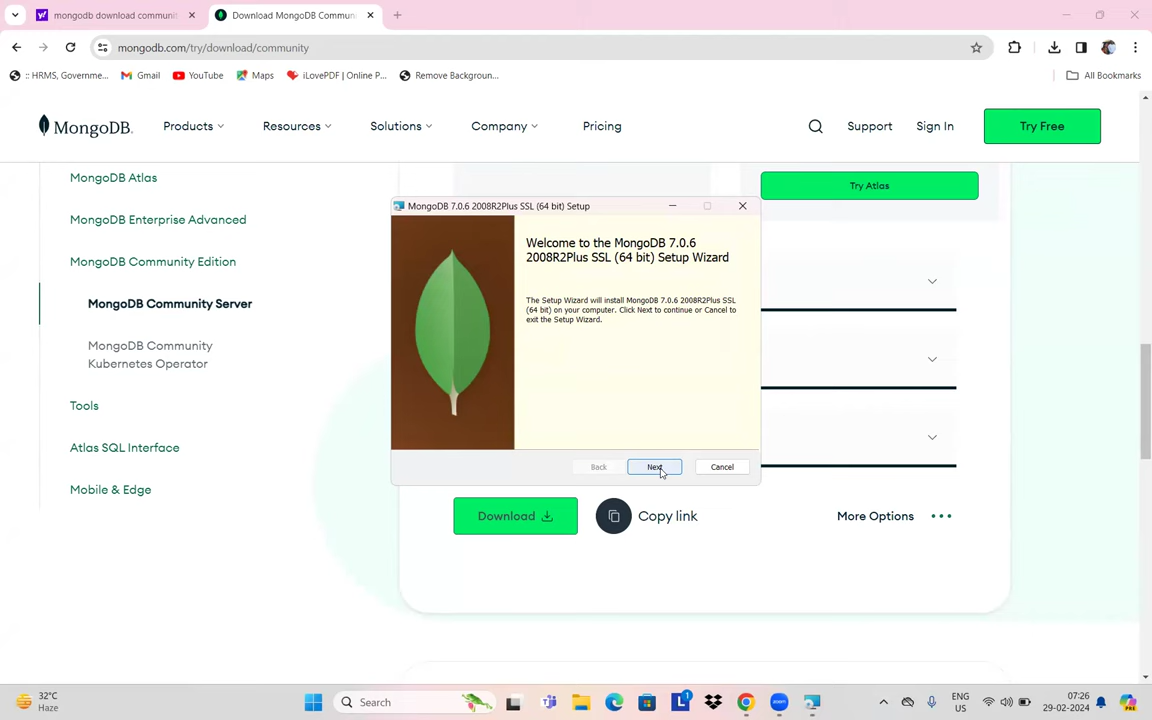 mongodb download communit
Download MongoDB Commun
mongodb.com/try/download/community
:: HRMS, Governme...
Gmail
YouTube
Maps
iLovePDF | Online P...
Remove Backgroun...
All Bookmarks
MongoDB.
Products
Resources
Solutions
Company
Pricing
Support
Sign In
Try Free
MongoDB Atlas
MongoDB Enterprise Advanced
MongoDB Community Edition
MongoDB Community Server
MongoDB Community
Kubernetes Operator
Tools
Atlas SQL Interface
Mobile & Edge
Try Atlas
MongoDB 7.0.6 2008R2Plus SSL (64 bit) Setup
Welcome to the MongoDB 7.0.6
2008R2Plus SSL (64 bit) Setup Wizard
The Setup Wizard will install MongoDB 7.0.6 2008R2Plus SSL
(64 bit) on your computer. Click Next to continue or Cancel to
exit the Setup Wizard.
Back
Next
Cancel
Download
Copy link
More Options
32°C
Haze
Search
1
zoom
ENG
US
07:26
29-02-2024
PRE